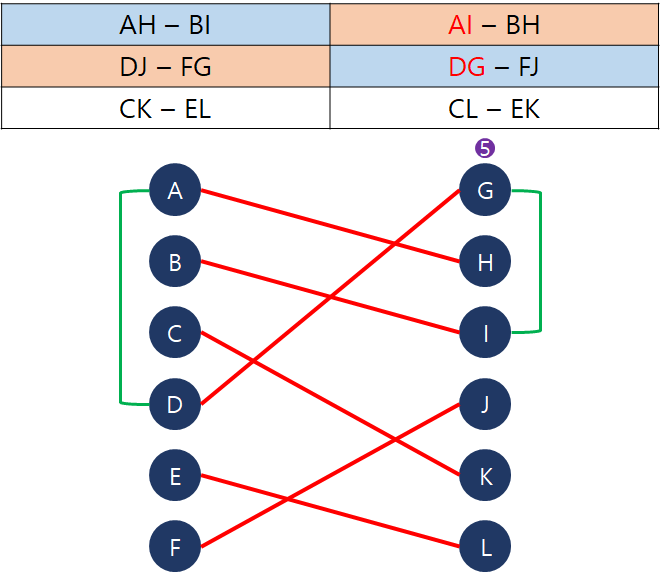 AH – BI AI – BH
DJ – FG DG – FJ
CK – EL CL – EK
5
A G
B H
C I
D J
E K
F L